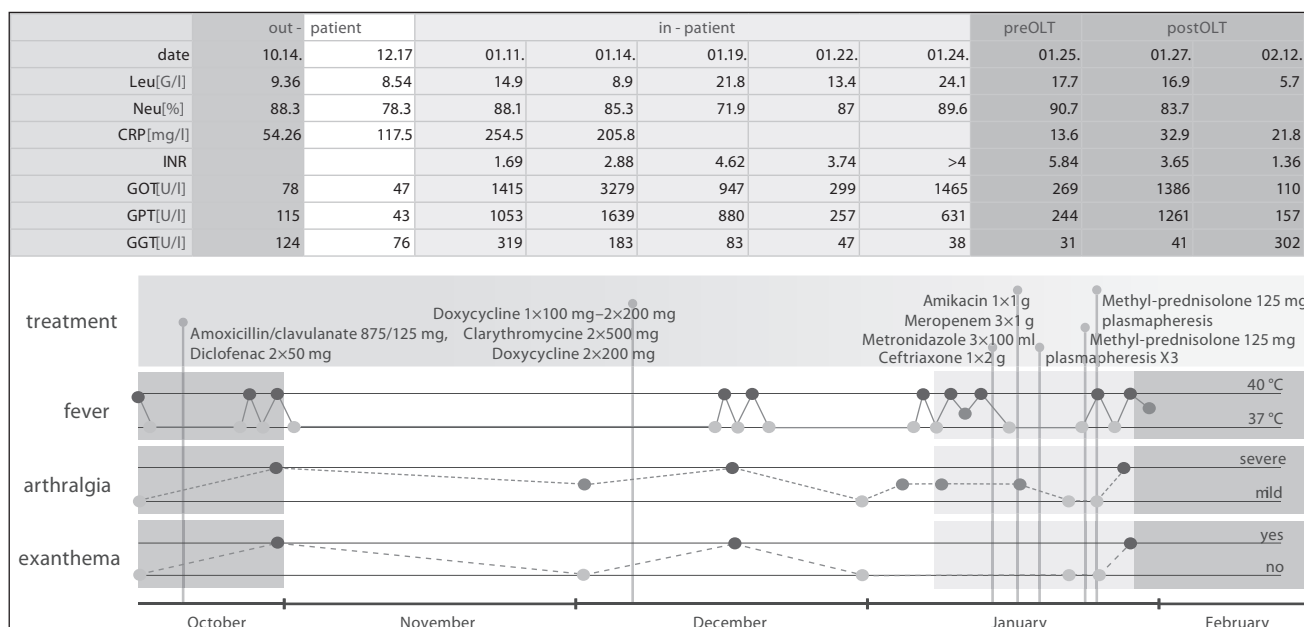 out - patient in - patient preOLT postOLT
date 10.14. 12.17 01.11. 01.14. 01.19. 01.22. 01.24. 01.25. 01.27. 02.12.
Leu[G/l] 9.36 8.54 14.9 8.9 21.8 13.4 24.1 17.7 16.9 5.7
Neu[%] 88.3 78.3 88.1 85.3 71.9 87 89.6 90.7 83.7
CRP[mg/l] 54.26 117.5 254.5 205.8 13.6 32.9 21.8
INR 1.69 2.88 4.62 3.74 >4 5.84 3.65 1.36
GOT[U/l] 78 47 1415 3279 947 299 1465 269 1386 110
GPT[U/l] 115 43 1053 1639 880 257 631 244 1261 157
GGT[U/l] 124 76 319 183 83 47 38 31 41 302
treatment
Amoxicillin/clavulanate 875/125 mg,
Diclofenac 2×50 mg
Doxycycline 1×100 mg–2×200 mg
Clarythromycine 2×500 mg
Doxycycline 2×200 mg
Amikacin 1×1 g
Meropenem 3×1 g
Metronidazole 3×100 ml
Ceftriaxone 1×2 g
Methyl-prednisolone 125 mg
plasmapheresis
Methyl-prednisolone 125 mg
plasmapheresis X3
fever
40 °C
37 °C
arthralgia
severe
mild
exanthema
yes
no
October November December January February